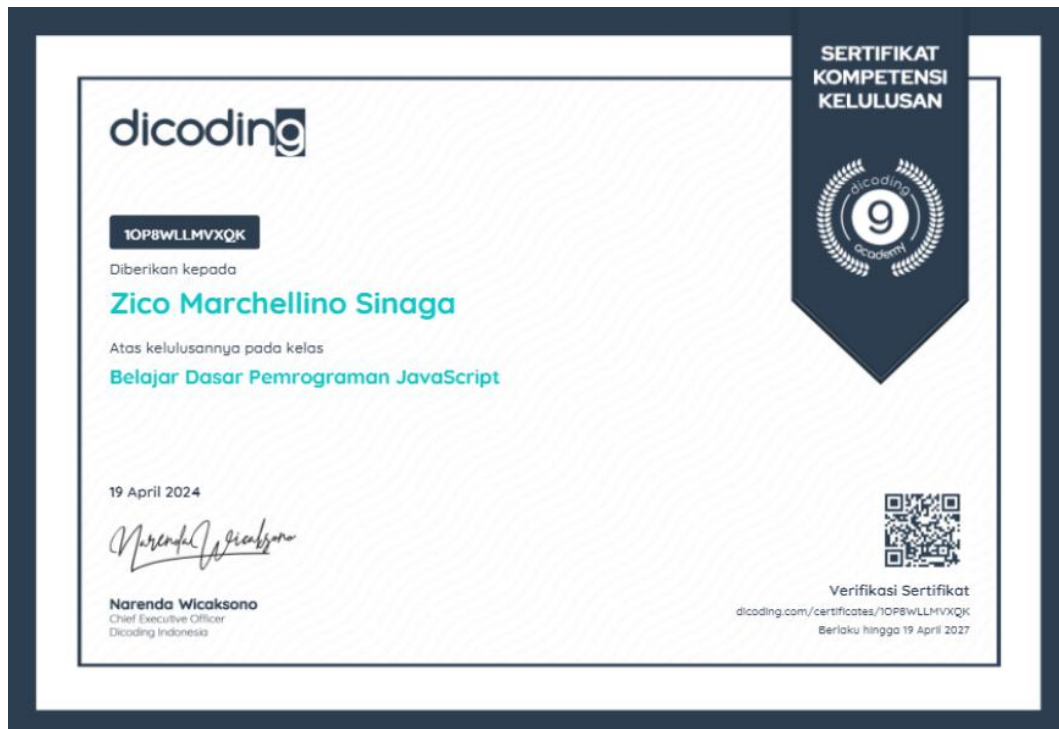 SERTIFIKAT
KOMPETENSI
KELULUSAN
dicoding
dicoding
9
academy
1OP8WLLMVXQK
Diberikan kepada
Zico Marchellino Sinaga
Atas kelulusannya pada kelas
Belajar Dasar Pemrograman JavaScript
19 April 2024
Narenda Wicaksono
Narenda Wicaksono
Chief Executive Officer
Dicoding Indonesia
Verifikasi Sertifikat
dicoding.com/certificates/1OP8WLLMVXQK
Berlaku hingga 19 April 2027